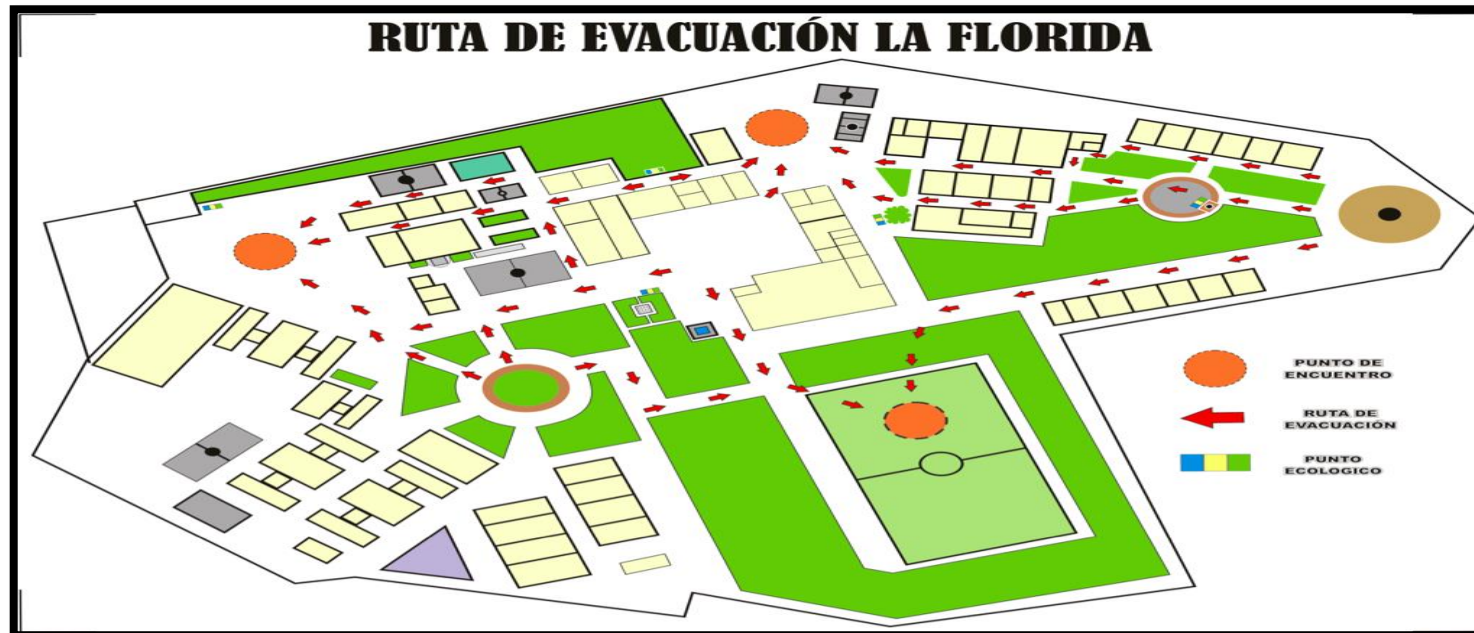 RUTA DE EVACUACIÓN LA FLORIDA
PUNTO DE
ENCUENTRO
RUTA DE
EVACUACIÓN
PUNTO
ECOLOGICO